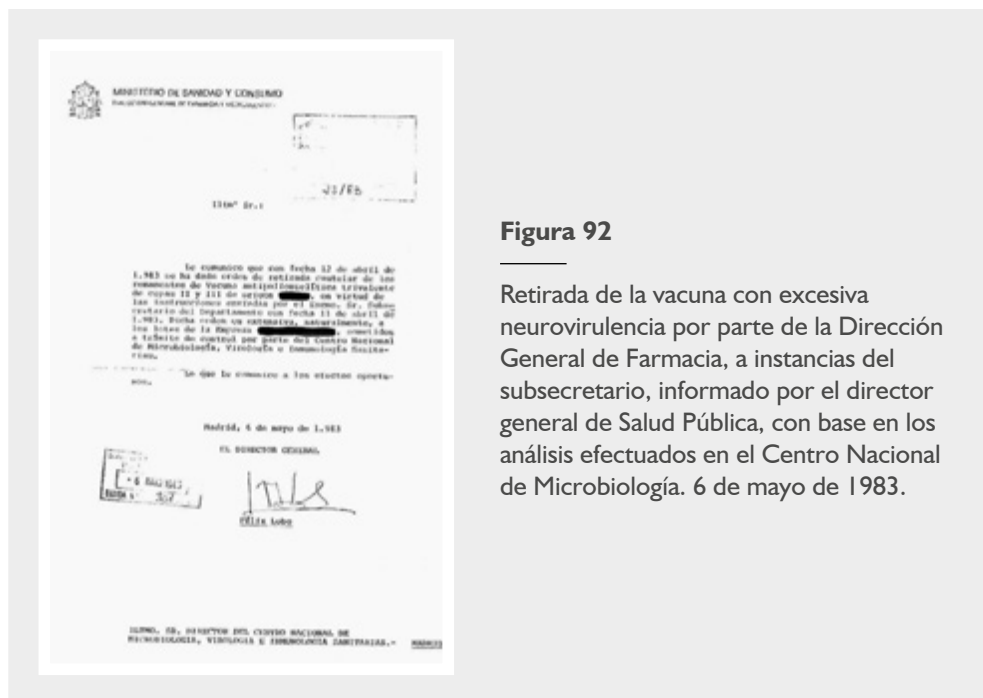 MINISTERIO DE SANIDAD Y CONSUMO
Iltmº Sr.:
Le comunico que con fecha 12 de abril de
1.983 se ha dado orden de retirada cautelar de los
remanentes de Vacuna antipoliomielítica trivalente
de cepas II y III de origen , en virtud de
las instrucciones emitidas por el Excmo. Sr. Subse-
cretario del Departamento con fecha 11 de abril de
1.983. Dicha orden es extensiva, naturalmente, a
los lotes de la Empresa , sometidos
a trámite de control por parte del Centro Nacional
de Microbiología, Virología e Inmunología Sanita-
rias.
Lo que le comunico a los efectos oportu-
nos.
Madrid, 6 de mayo de 1.983
EL DIRECTOR GENERAL
Félix Lobo
ILTMO. SR. DIRECTOR DEL CENTRO NACIONAL DE
MICROBIOLOGIA, VIROLOGIA E INMUNOLOGIA SANITARIAS.- MADRID
Figura 92
Retirada de la vacuna con excesiva
neurovirulencia por parte de la Dirección
General de Farmacia, a instancias del
subsecretario, informado por el director
general de Salud Pública, con base en los
análisis efectuados en el Centro Nacional
de Microbiología. 6 de mayo de 1983.